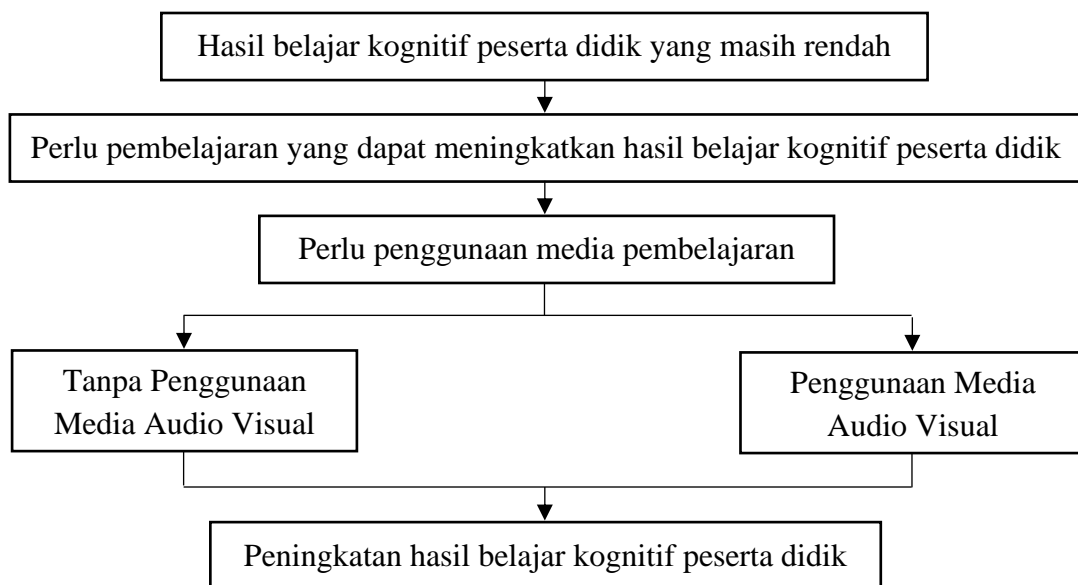 Hasil belajar kognitif peserta didik yang masih rendah
Perlu pembelajaran yang dapat meningkatkan hasil belajar kognitif peserta didik
Perlu penggunaan media pembelajaran
Tanpa Penggunaan
Media Audio Visual
Penggunaan Media
Audio Visual
Peningkatan hasil belajar kognitif peserta didik